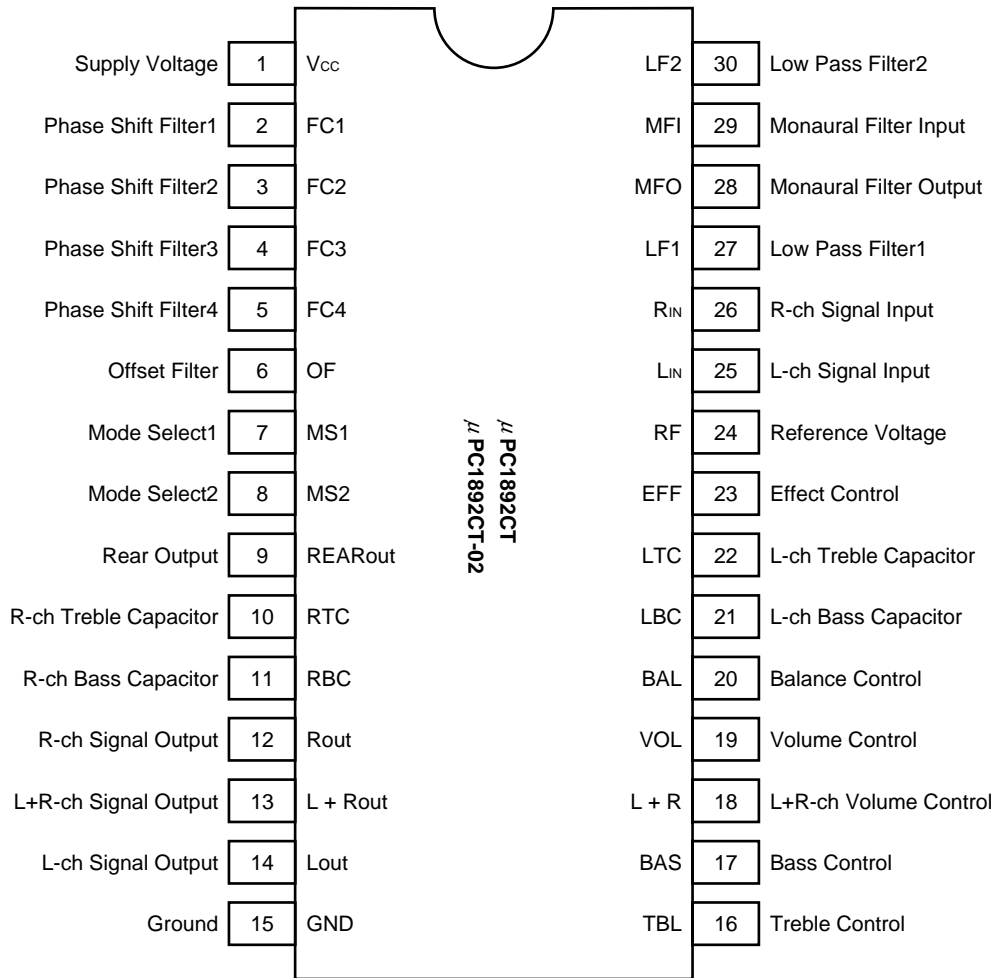 Supply Voltage 1 VCC LF2 30 Low Pass Filter2
Phase Shift Filter1 2 FC1 MFI 29 Monaural Filter Input
Phase Shift Filter2 3 FC2 MFO 28 Monaural Filter Output
Phase Shift Filter3 4 FC3 LF1 27 Low Pass Filter1
Phase Shift Filter4 5 FC4 RIN 26 R-ch Signal Input
Offset Filter 6 OF LIN 25 L-ch Signal Input
Mode Select1 7 MS1 RF 24 Reference Voltage
Mode Select2 8 MS2 EFF 23 Effect Control
Rear Output 9 REARout LTC 22 L-ch Treble Capacitor
R-ch Treble Capacitor 10 RTC LBC 21 L-ch Bass Capacitor
R-ch Bass Capacitor 11 RBC BAL 20 Balance Control
R-ch Signal Output 12 Rout VOL 19 Volume Control
L+R-ch Signal Output 13 L + Rout L + R 18 L+R-ch Volume Control
L-ch Signal Output 14 Lout BAS 17 Bass Control
Ground 15 GND TBL 16 Treble Control
μPC1892CT
μPC1892CT-02